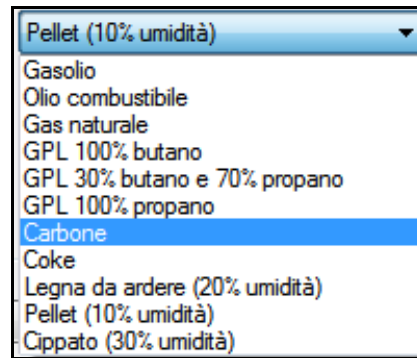 Pellet (10% umidità)
Gasolio
Olio combustibile
Gas naturale
GPL 100% butano
GPL 30% butano e 70% propano
GPL 100% propano
Carbone
Coke
Legna da ardere (20% umidità)
Pellet (10% umidità)
Cippato (30% umidità)